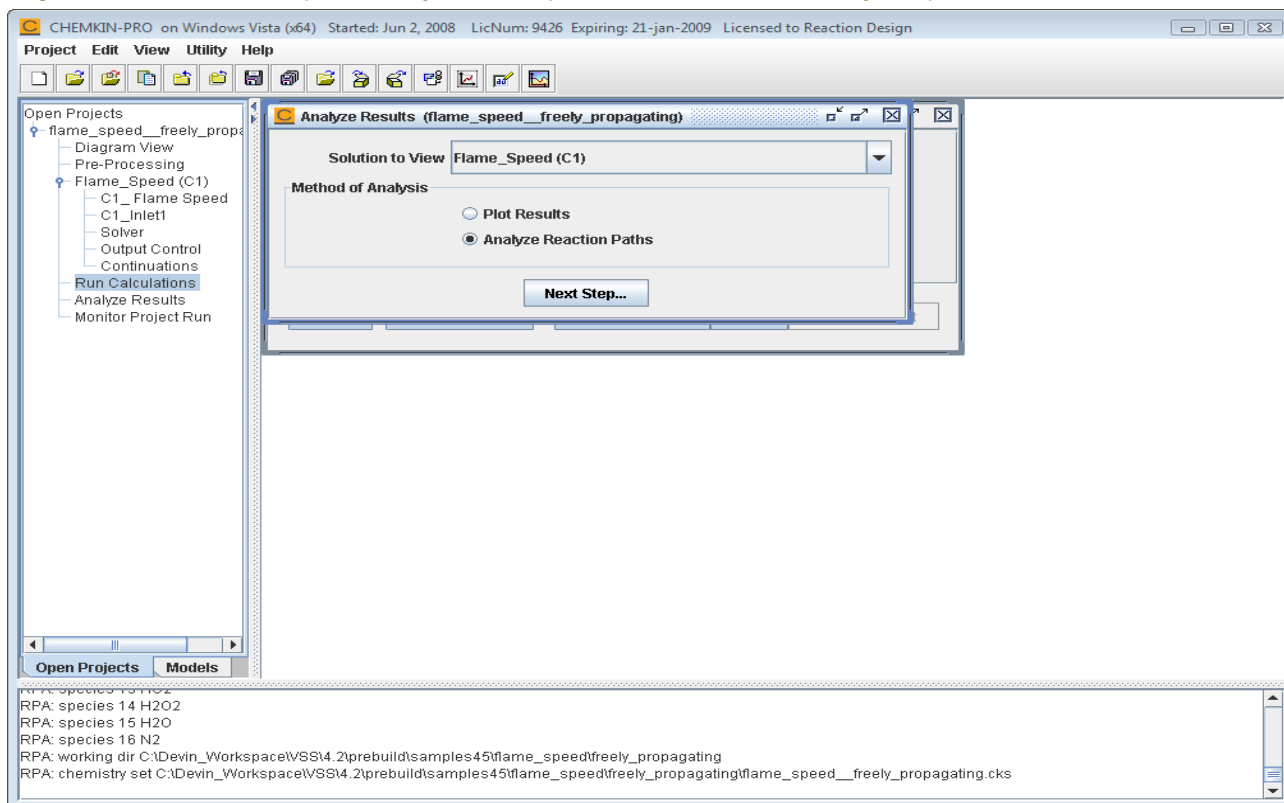 CHEMKIN-PRO on Windows Vista (x64) Started: Jun 2, 2008 LicNum: 9426 Expiring: 21-jan-2009 Licensed to Reaction Design
Project Edit View Utility Help
Open Projects
flame_speed__freely_propa
Diagram View
Pre-Processing
Flame_Speed (C1)
C1_ Flame Speed
C1_Inlet1
Solver
Output Control
Continuations
Run Calculations
Analyze Results
Monitor Project Run
Open Projects Models
Analyze Results (flame_speed__freely_propagating)
Solution to View Flame_Speed (C1)
Method of Analysis
Plot Results
Analyze Reaction Paths
Next Step...
RPA: species 14 H2O2
RPA: species 15 H2O
RPA: species 16 N2
RPA: working dir C:\Devin_Workspace\VSS\4.2\prebuild\samples45\flame_speed\freely_propagating
RPA: chemistry set C:\Devin_Workspace\VSS\4.2\prebuild\samples45\flame_speed\freely_propagating\flame_speed__freely_propagating.cks